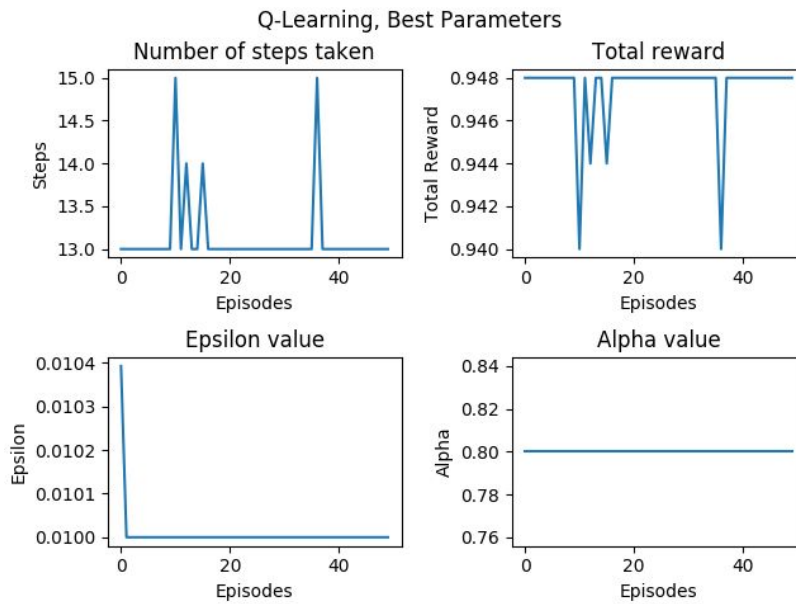 Q-Learning, Best Parameters
Number of steps taken
15.0
14.5
14.0
13.5
13.0
Steps
0 20 40
Episodes
Total reward
0.948
0.946
0.944
0.942
0.940
Total Reward
0 20 40
Episodes
Epsilon value
0.0104
0.0103
0.0102
0.0101
0.0100
Epsilon
0 20 40
Episodes
Alpha value
0.84
0.82
0.80
0.78
0.76
Alpha
0 20 40
Episodes